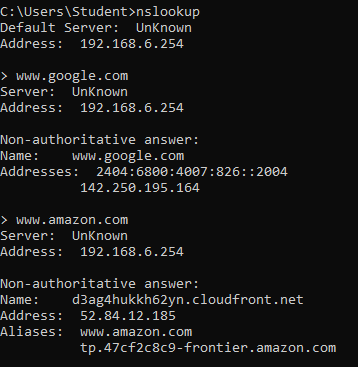 C:\Users\Student>nslookup
Default Server:  UnKnown
Address:  192.168.6.254
> www.google.com
Server:  UnKnown
Address:  192.168.6.254
Non-authoritative answer:
Name:    www.google.com
Addresses:  2404:6800:4007:826::2004
          142.250.195.164
> www.amazon.com
Server:  UnKnown
Address:  192.168.6.254
Non-authoritative answer:
Name:    d3ag4hukkh62yn.cloudfront.net
Address:  52.84.12.185
Aliases:  www.amazon.com
          tp.47cf2c8c9-frontier.amazon.com